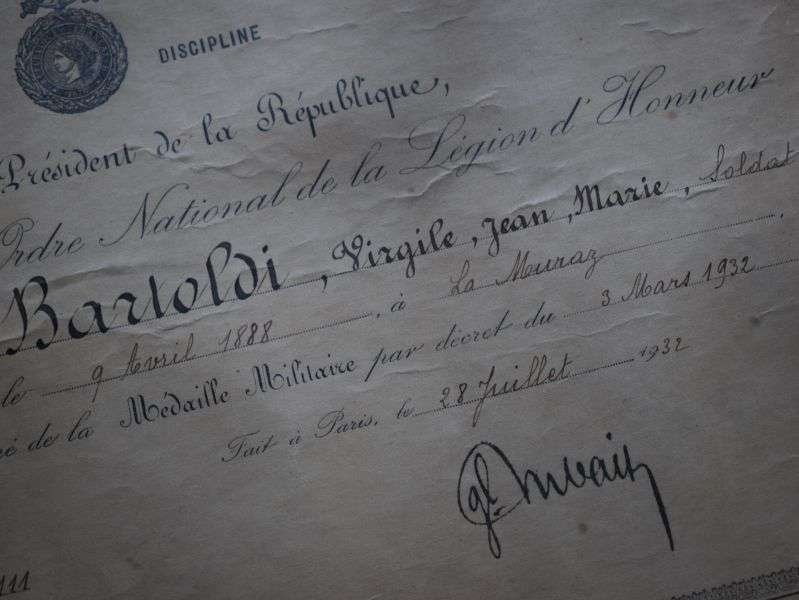 DISCIPLINE
Président de la République,
Ordre National de la Légion d'Honneur
Bartoldi, Virgile, Jean, Marie, Soldat
le 9 Avril 1888, à La Muraz,
é de la Médaille Militaire par décret du 3 Mars 1932
Fait à Paris, le 28 Juillet 1932